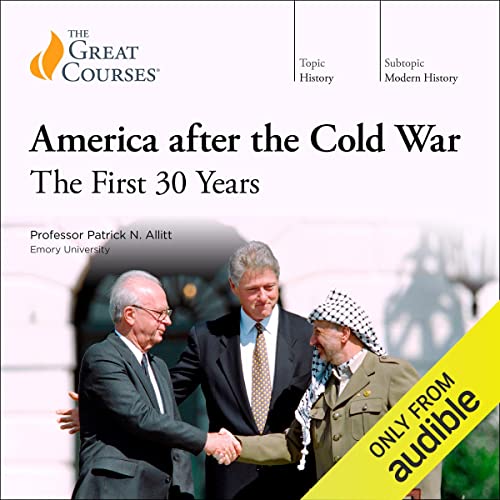 THE
GREAT
COURSES®
Topic
History
Subtopic
Modern History
America after the Cold War
The First 30 Years
Professor Patrick N. Allitt
Emory University
ONLY FROM
audible